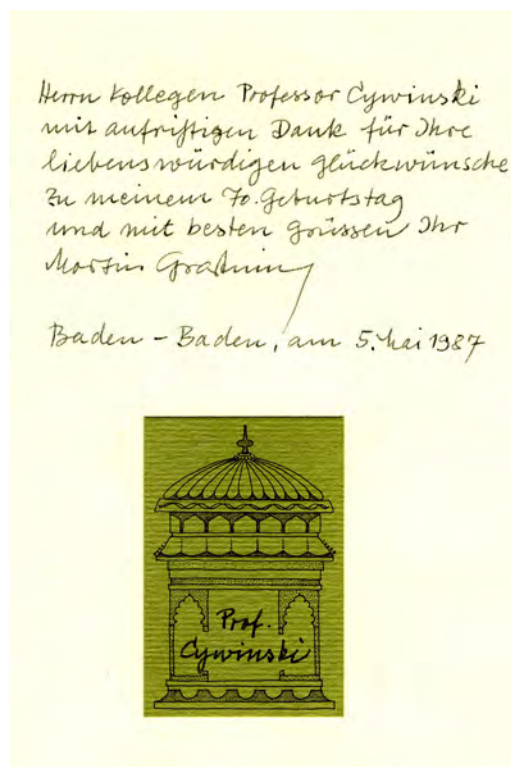 Herrn Kollegen Professor Cywinski
mit aufrichtigen Dank für Ihre
liebenswürdigen Glückwünsche
zu meinem 70. Geburtstag
und mit besten Grüssen Ihr
Martin
Baden - Baden, am 5. Mai 1987
Prof.
Cywinski